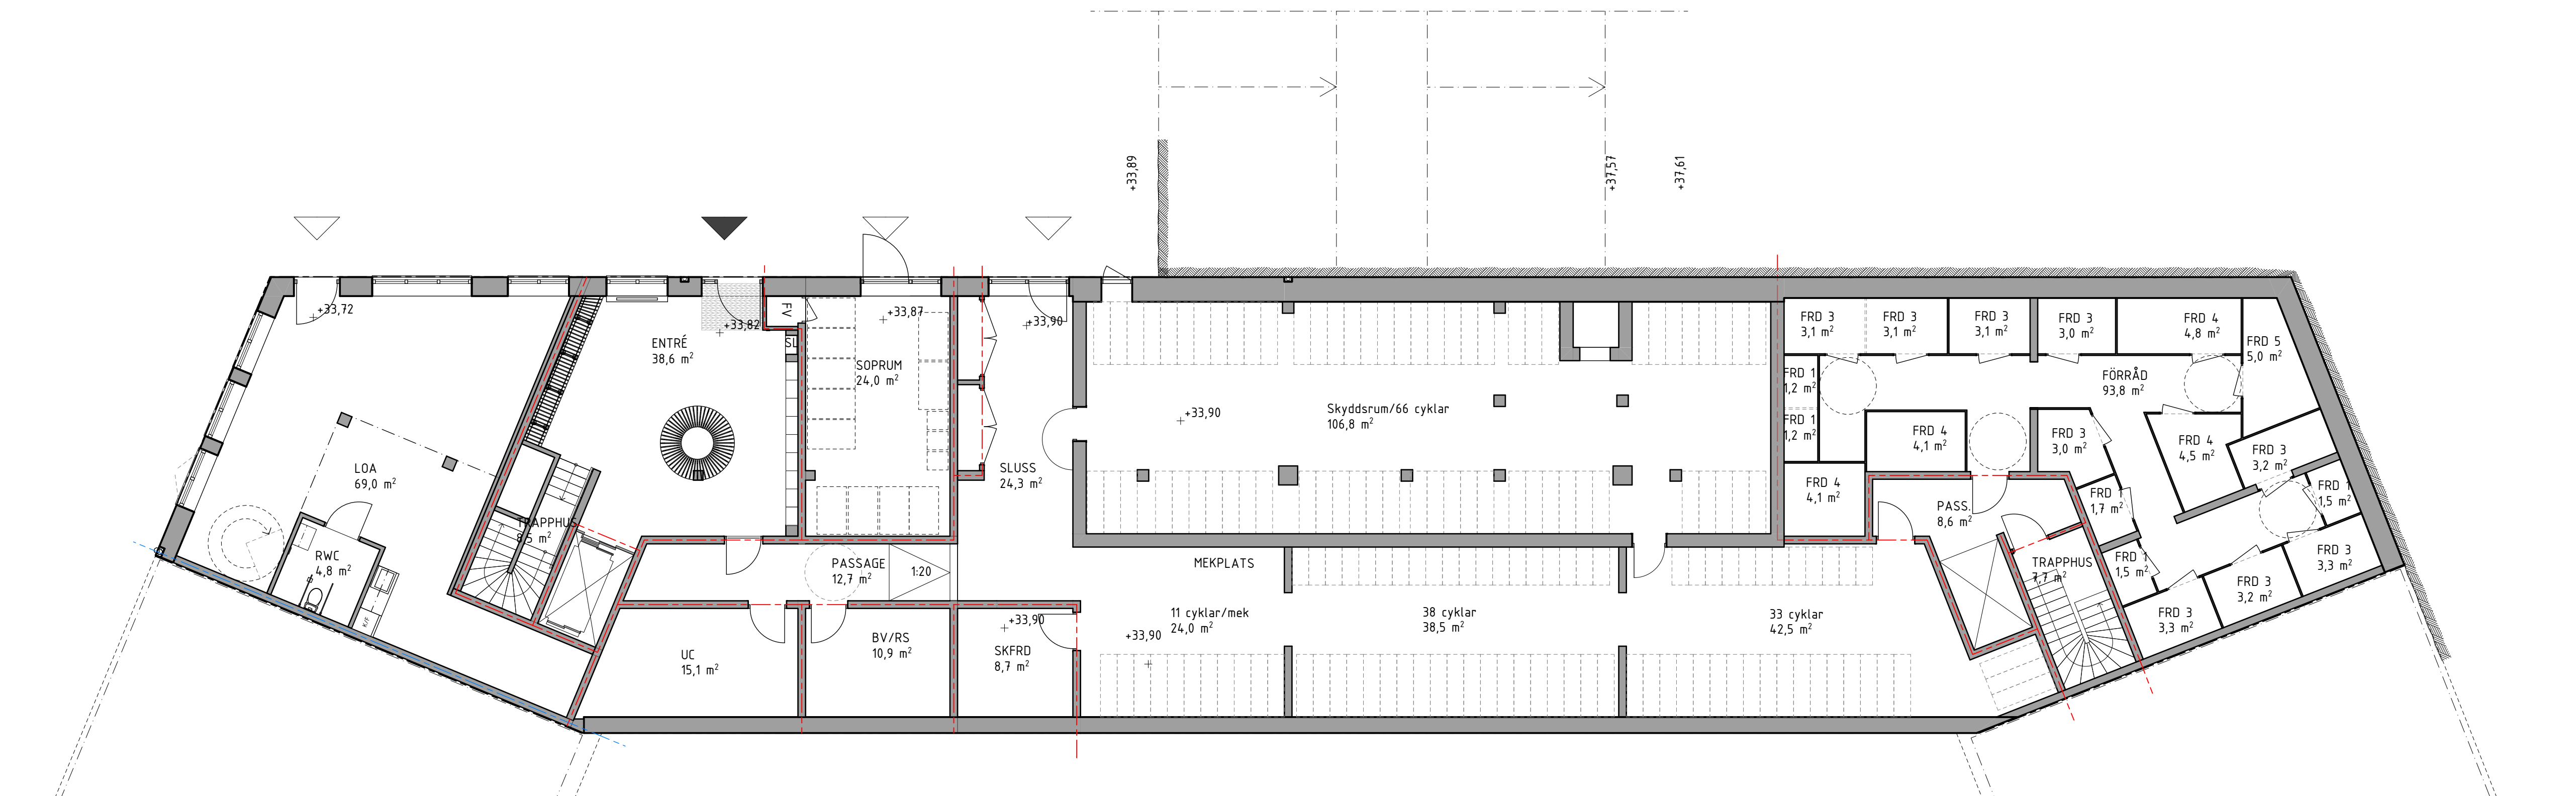 +33,89
+37,57
+37,61
+33,72
ENTRÉ
38,6 m²
+33,82
FV
SL
+33,87
SOPRUM
24,0 m²
+33,90
SLUSS
24,3 m²
+33,90
Skyddsrum/66 cyklar
106,8 m²
FRD 3
3,1 m²
FRD 3
3,1 m²
FRD 3
3,1 m²
FRD 3
3,0 m²
FRD 4
4,8 m²
FRD 5
5,0 m²
FRD 1
1,2 m²
FRD 1
1,2 m²
FÖRRÅD
93,8 m²
FRD 4
4,1 m²
FRD 3
3,0 m²
FRD 4
4,5 m²
FRD 3
3,2 m²
FRD 4
4,1 m²
FRD 1
1,7 m²
FRD 1
1,5 m²
PASS.
8,6 m²
LOA
69,0 m²
TRAPPHUS
8,5 m²
RWC
4,8 m²
K/F
PASSAGE
12,7 m²
1:20
MEKPLATS
TRAPPHUS
7,7 m²
FRD 1
1,5 m²
FRD 3
3,3 m²
FRD 3
3,2 m²
FRD 3
3,3 m²
UC
15,1 m²
BV/RS
10,9 m²
+33,90
SKFRD
8,7 m²
+33,90
11 cyklar/mek
24,0 m²
38 cyklar
38,5 m²
33 cyklar
42,5 m²